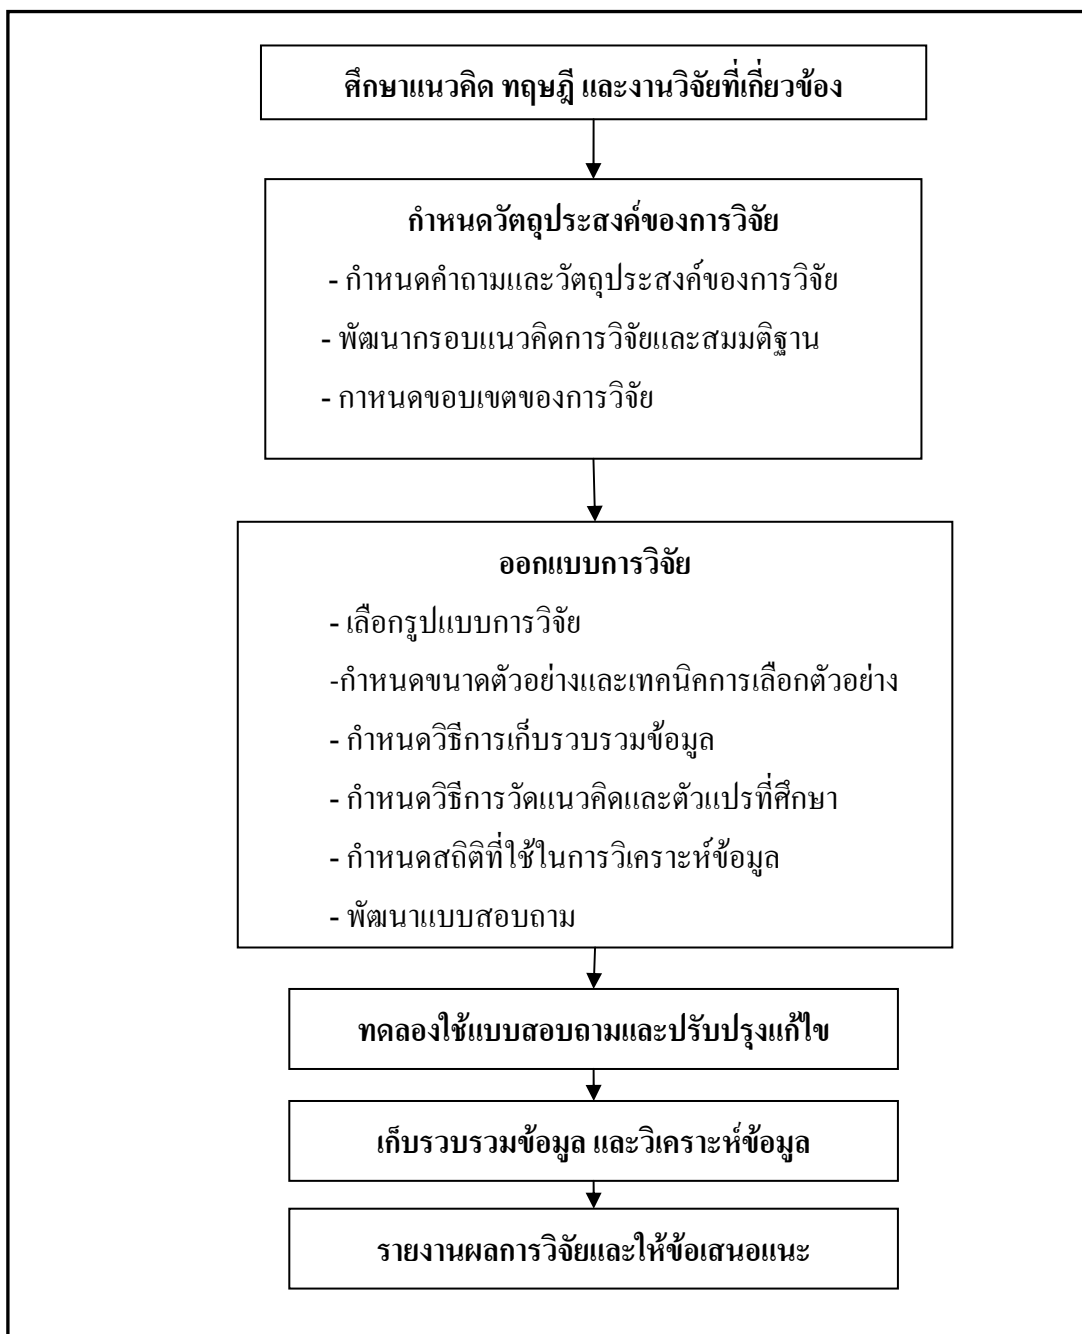 ศึกษาแนวคิด ทฤษฎี และงานวิจัยที่เกี่ยวข้อง
กำหนดวัตถุประสงค์ของการวิจัย
- กำหนดคำถามและวัตถุประสงค์ของการวิจัย
- พัฒนากรอบแนวคิดการวิจัยและสมมติฐาน
- กาหนดขอบเขตของการวิจัย
ออกแบบการวิจัย
- เลือกรูปแบบการวิจัย
-กำหนดขนาดตัวอย่างและเทคนิคการเลือกตัวอย่าง
- กำหนดวิธีการเก็บรวบรวมข้อมูล
- กำหนดวิธีการวัดแนวคิดและตัวแปรที่ศึกษา
- กำหนดสถิติที่ใช้ในการวิเคราะห์ข้อมูล
- พัฒนาแบบสอบถาม
ทดลองใช้แบบสอบถามและปรับปรุงแก้ไข
เก็บรวบรวมข้อมูล และวิเคราะห์ข้อมูล
รายงานผลการวิจัยและให้ข้อเสนอแนะ